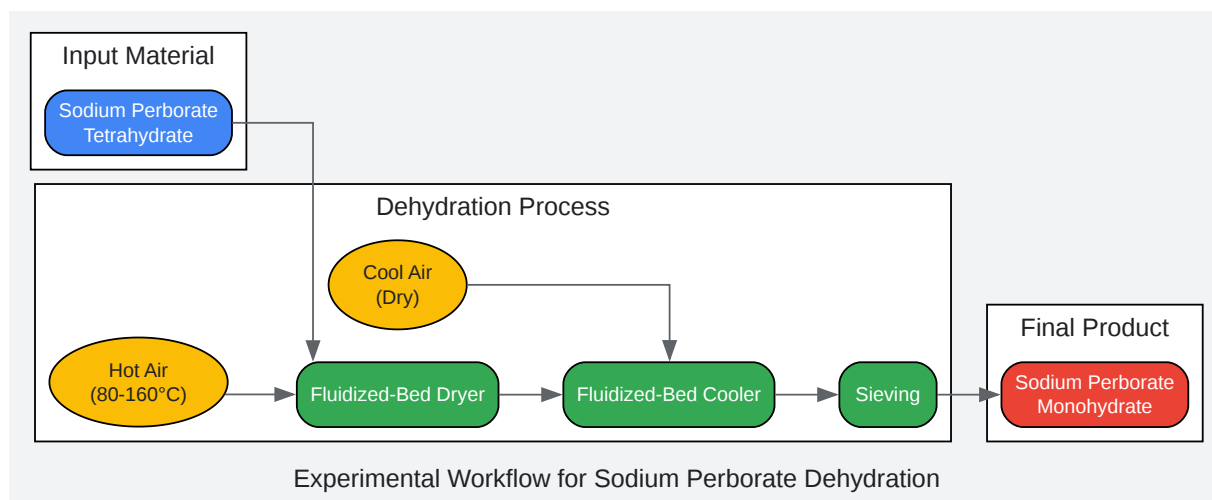 Input Material
Sodium Perborate
Tetrahydrate
Dehydration Process
Cool Air
(Dry)
Hot Air
(80-160°C)
Fluidized-Bed Dryer
Fluidized-Bed Cooler
Sieving
Final Product
Sodium Perborate
Monohydrate
Experimental Workflow for Sodium Perborate Dehydration